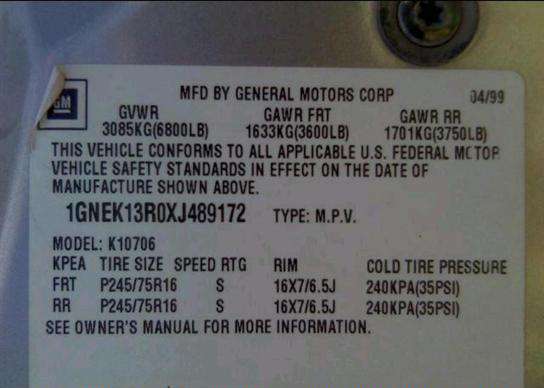 MFD BY GENERAL MOTORS CORP 04/99
GM
GVWR GAWR FRT GAWR RR
3085KG(6800LB) 1633KG(3600LB) 1701KG(3750LB)
THIS VEHICLE CONFORMS TO ALL APPLICABLE U.S. FEDERAL MOTOR
VEHICLE SAFETY STANDARDS IN EFFECT ON THE DATE OF
MANUFACTURE SHOWN ABOVE.
1GNEK13R0XJ489172 TYPE: M.P.V.
MODEL: K10706
KPEA TIRE SIZE SPEED RTG RIM COLD TIRE PRESSURE
FRT P245/75R16 S 16X7/6.5J 240KPA(35PSI)
RR P245/75R16 S 16X7/6.5J 240KPA(35PSI)
SEE OWNER'S MANUAL FOR MORE INFORMATION.